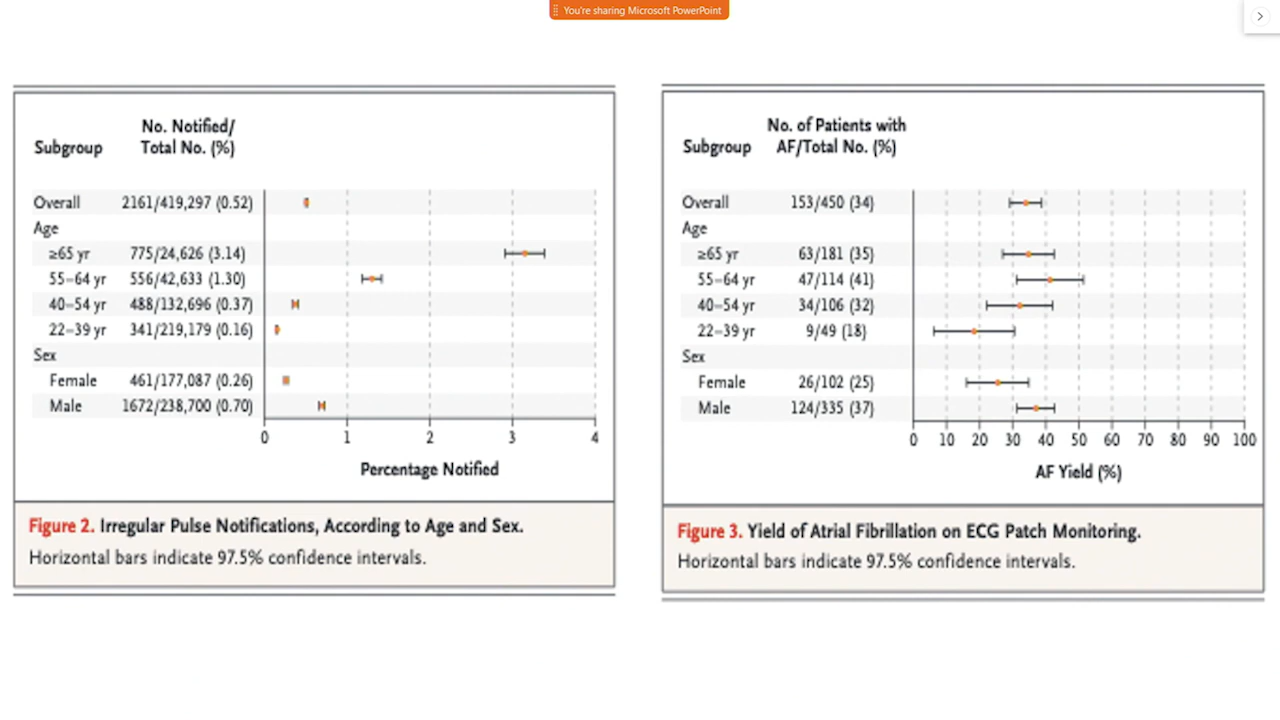 You're sharing Microsoft PowerPoint
No. Notified/
Subgroup Total No. (%)
Overall 2161/419,297 (0.52)
Age
≥65 yr 775/24,626 (3.14)
55–64 yr 556/42,633 (1.30)
40–54 yr 488/132,696 (0.37)
22–39 yr 341/219,179 (0.16)
Sex
Female 461/177,087 (0.26)
Male 1672/238,700 (0.70)
0 1 2 3 4
Percentage Notified
Figure 2. Irregular Pulse Notifications, According to Age and Sex.
Horizontal bars indicate 97.5% confidence intervals.
No. of Patients with
Subgroup AF/Total No. (%)
Overall 153/450 (34)
Age
≥65 yr 63/181 (35)
55–64 yr 47/114 (41)
40–54 yr 34/106 (32)
22–39 yr 9/49 (18)
Sex
Female 26/102 (25)
Male 124/335 (37)
0 10 20 30 40 50 60 70 80 90 100
AF Yield (%)
Figure 3. Yield of Atrial Fibrillation on ECG Patch Monitoring.
Horizontal bars indicate 97.5% confidence intervals.